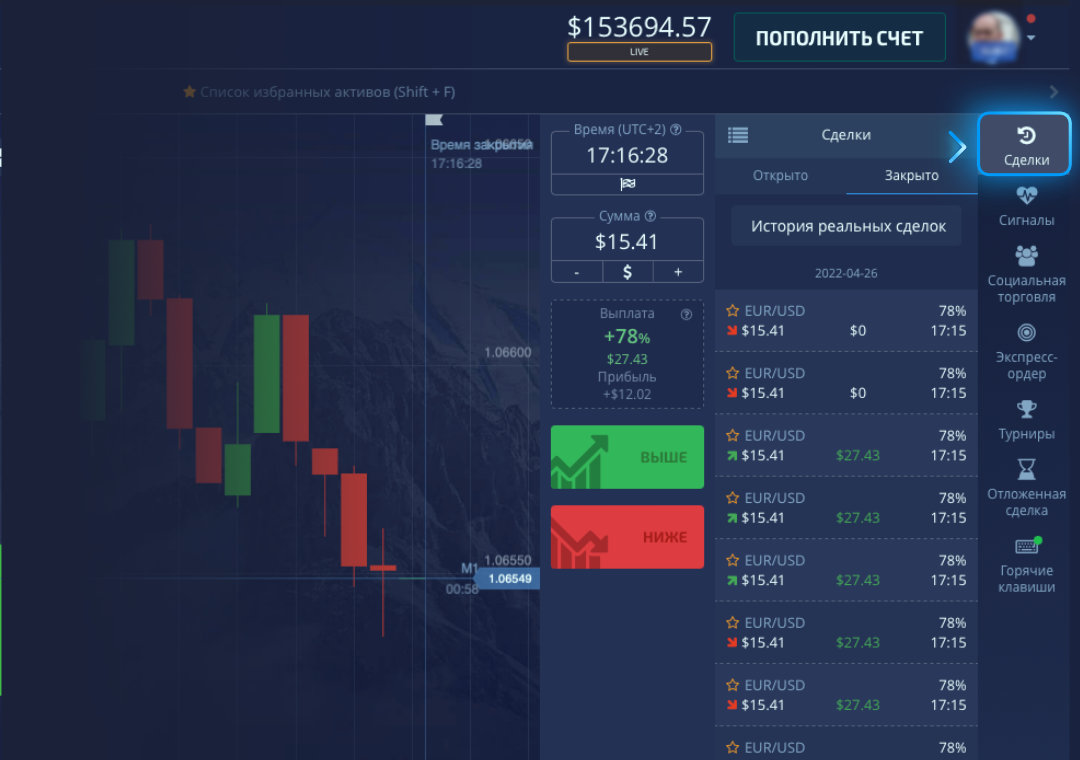 $153694.57
LIVE
ПОПОЛНИТЬ СЧЕТ
Список избранных активов (Shift + F)
Время закрытия
17:16:28
1.06600
1.06550
M1
1.06549
00:58
Время (UTC+2)
17:16:28
Сумма
$15.41
- $ +
Выплата
+78%
$27.43
Прибыль
+$12.02
ВЫШЕ
НИЖЕ
Сделки
Открыто Закрыто
История реальных сделок
2022-04-26
EUR/USD 78%
$15.41 $0 17:15
EUR/USD 78%
$15.41 $0 17:15
EUR/USD 78%
$15.41 $27.43 17:15
EUR/USD 78%
$15.41 $27.43 17:15
EUR/USD 78%
$15.41 $27.43 17:15
EUR/USD 78%
$15.41 $27.43 17:15
EUR/USD 78%
$15.41 $27.43 17:15
EUR/USD 78%
Сделки
Сигналы
Социальная
торговля
Экспресс-
ордер
Турниры
Отложенная
сделка
Горячие
клавиши